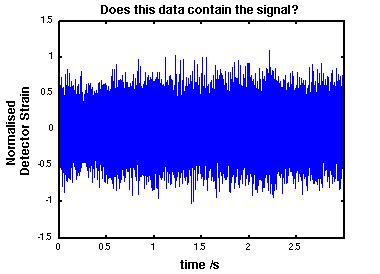 Does this data contain the signal?
1.5
1
0.5
0
-0.5
-1
-1.5
Normalised
Detector Strain
0 0.5 1 1.5 2 2.5
time /s